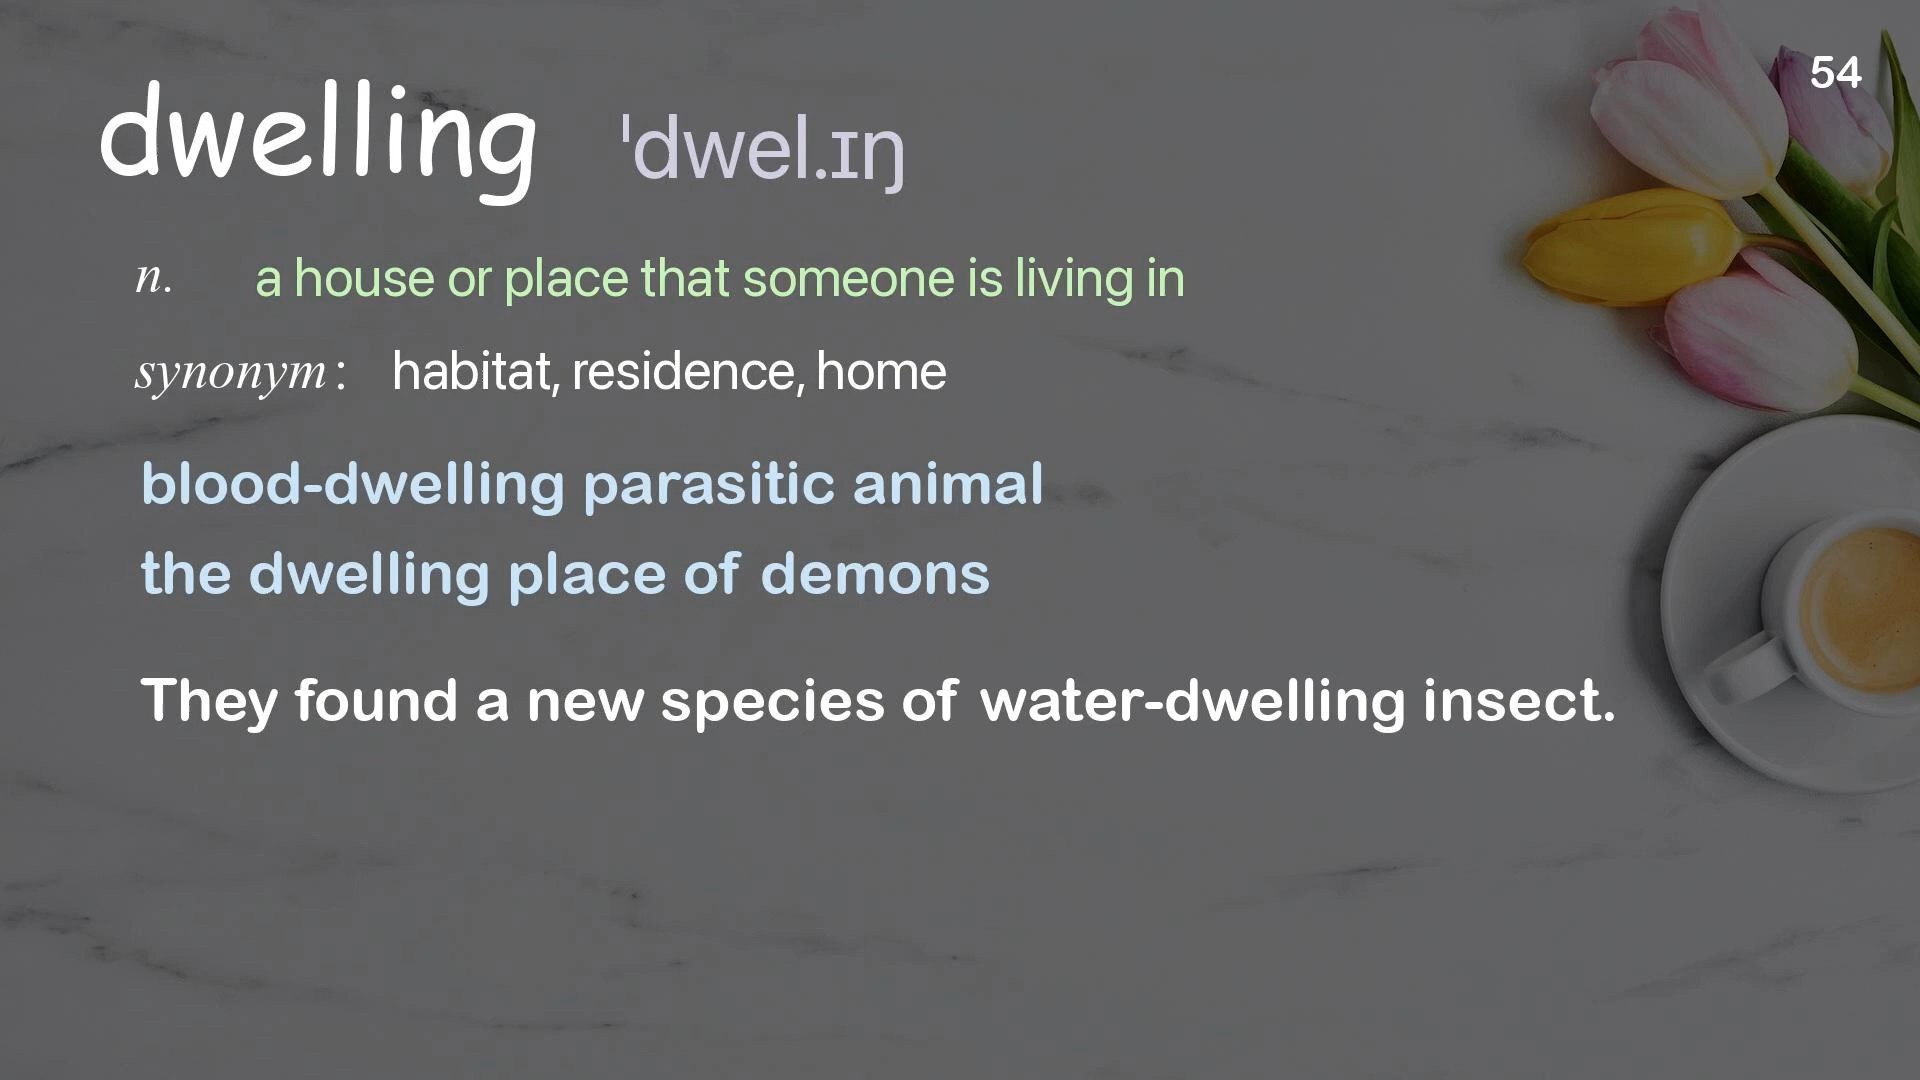 54
dwelling ˈdwel.ɪŋ
n. a house or place that someone is living in
synonym: habitat, residence, home
blood-dwelling parasitic animal
the dwelling place of demons
They found a new species of water-dwelling insect.